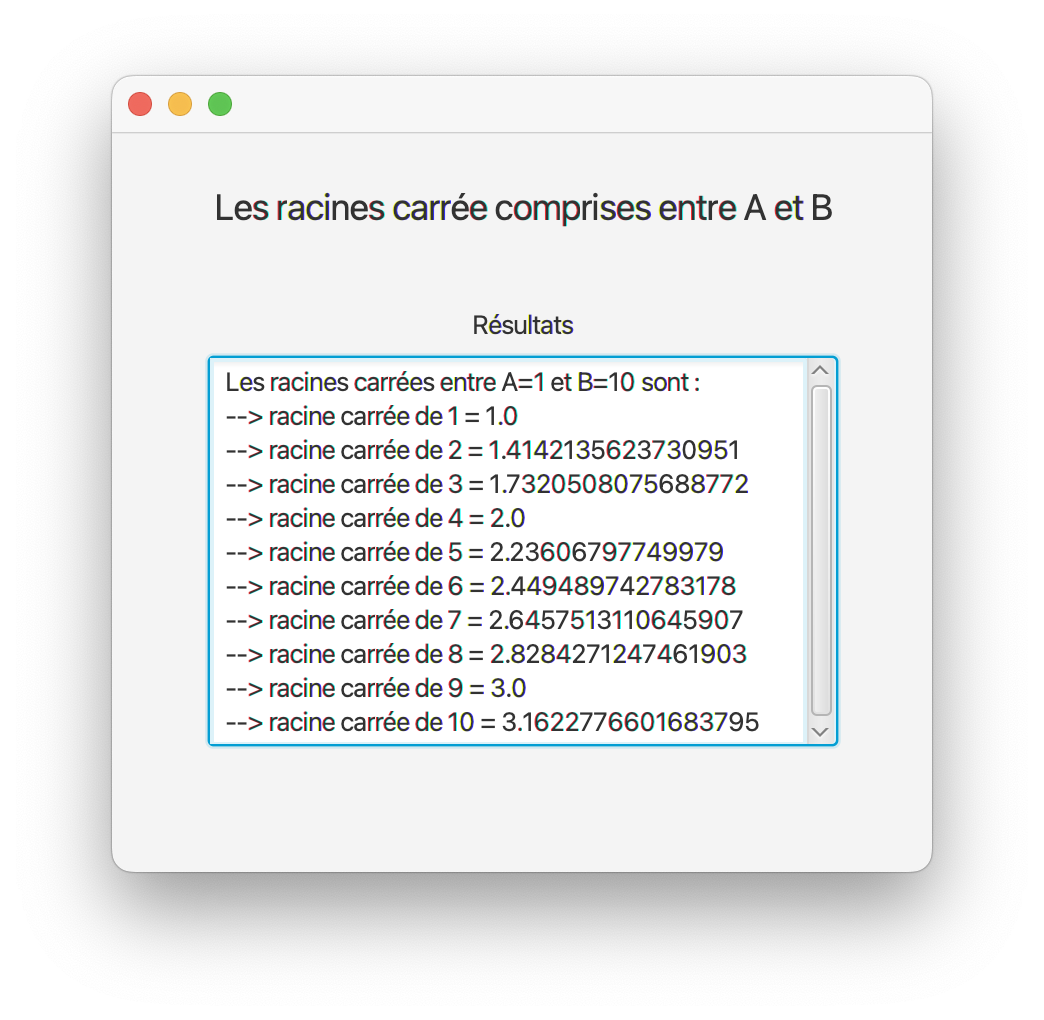 Les racines carrée comprises entre A et B
Résultats
Les racines carrées entre A=1 et B=10 sont :
--> racine carrée de 1 = 1.0
--> racine carrée de 2 = 1.4142135623730951
--> racine carrée de 3 = 1.7320508075688772
--> racine carrée de 4 = 2.0
--> racine carrée de 5 = 2.23606797749979
--> racine carrée de 6 = 2.449489742783178
--> racine carrée de 7 = 2.6457513110645907
--> racine carrée de 8 = 2.8284271247461903
--> racine carrée de 9 = 3.0
--> racine carrée de 10 = 3.1622776601683795